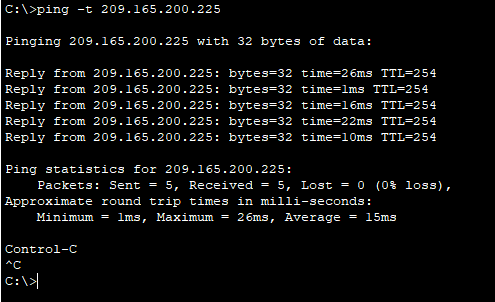 C:\>ping -t 209.165.200.225
Pinging 209.165.200.225 with 32 bytes of data:
Reply from 209.165.200.225: bytes=32 time=26ms TTL=254
Reply from 209.165.200.225: bytes=32 time=1ms TTL=254
Reply from 209.165.200.225: bytes=32 time=16ms TTL=254
Reply from 209.165.200.225: bytes=32 time=22ms TTL=254
Reply from 209.165.200.225: bytes=32 time=10ms TTL=254
Ping statistics for 209.165.200.225:
Packets: Sent = 5, Received = 5, Lost = 0 (0% loss),
Approximate round trip times in milli-seconds:
Minimum = 1ms, Maximum = 26ms, Average = 15ms
Control-C
^C
C:\>